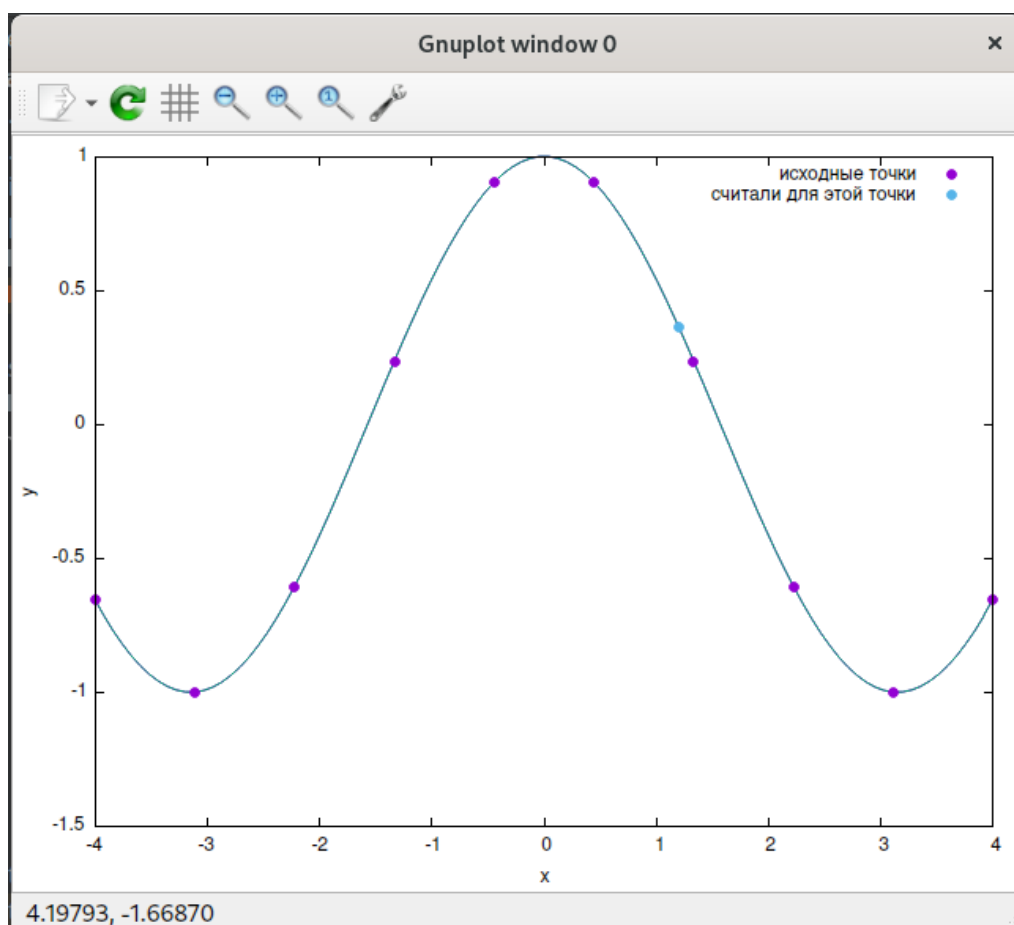 Gnuplot window 0
×
1
исходные точки
считали для этой точки
0.5
0
y
-0.5
-1
-1.5
-4 -3 -2 -1 0 1 2 3 4
x
4.19793, -1.66870